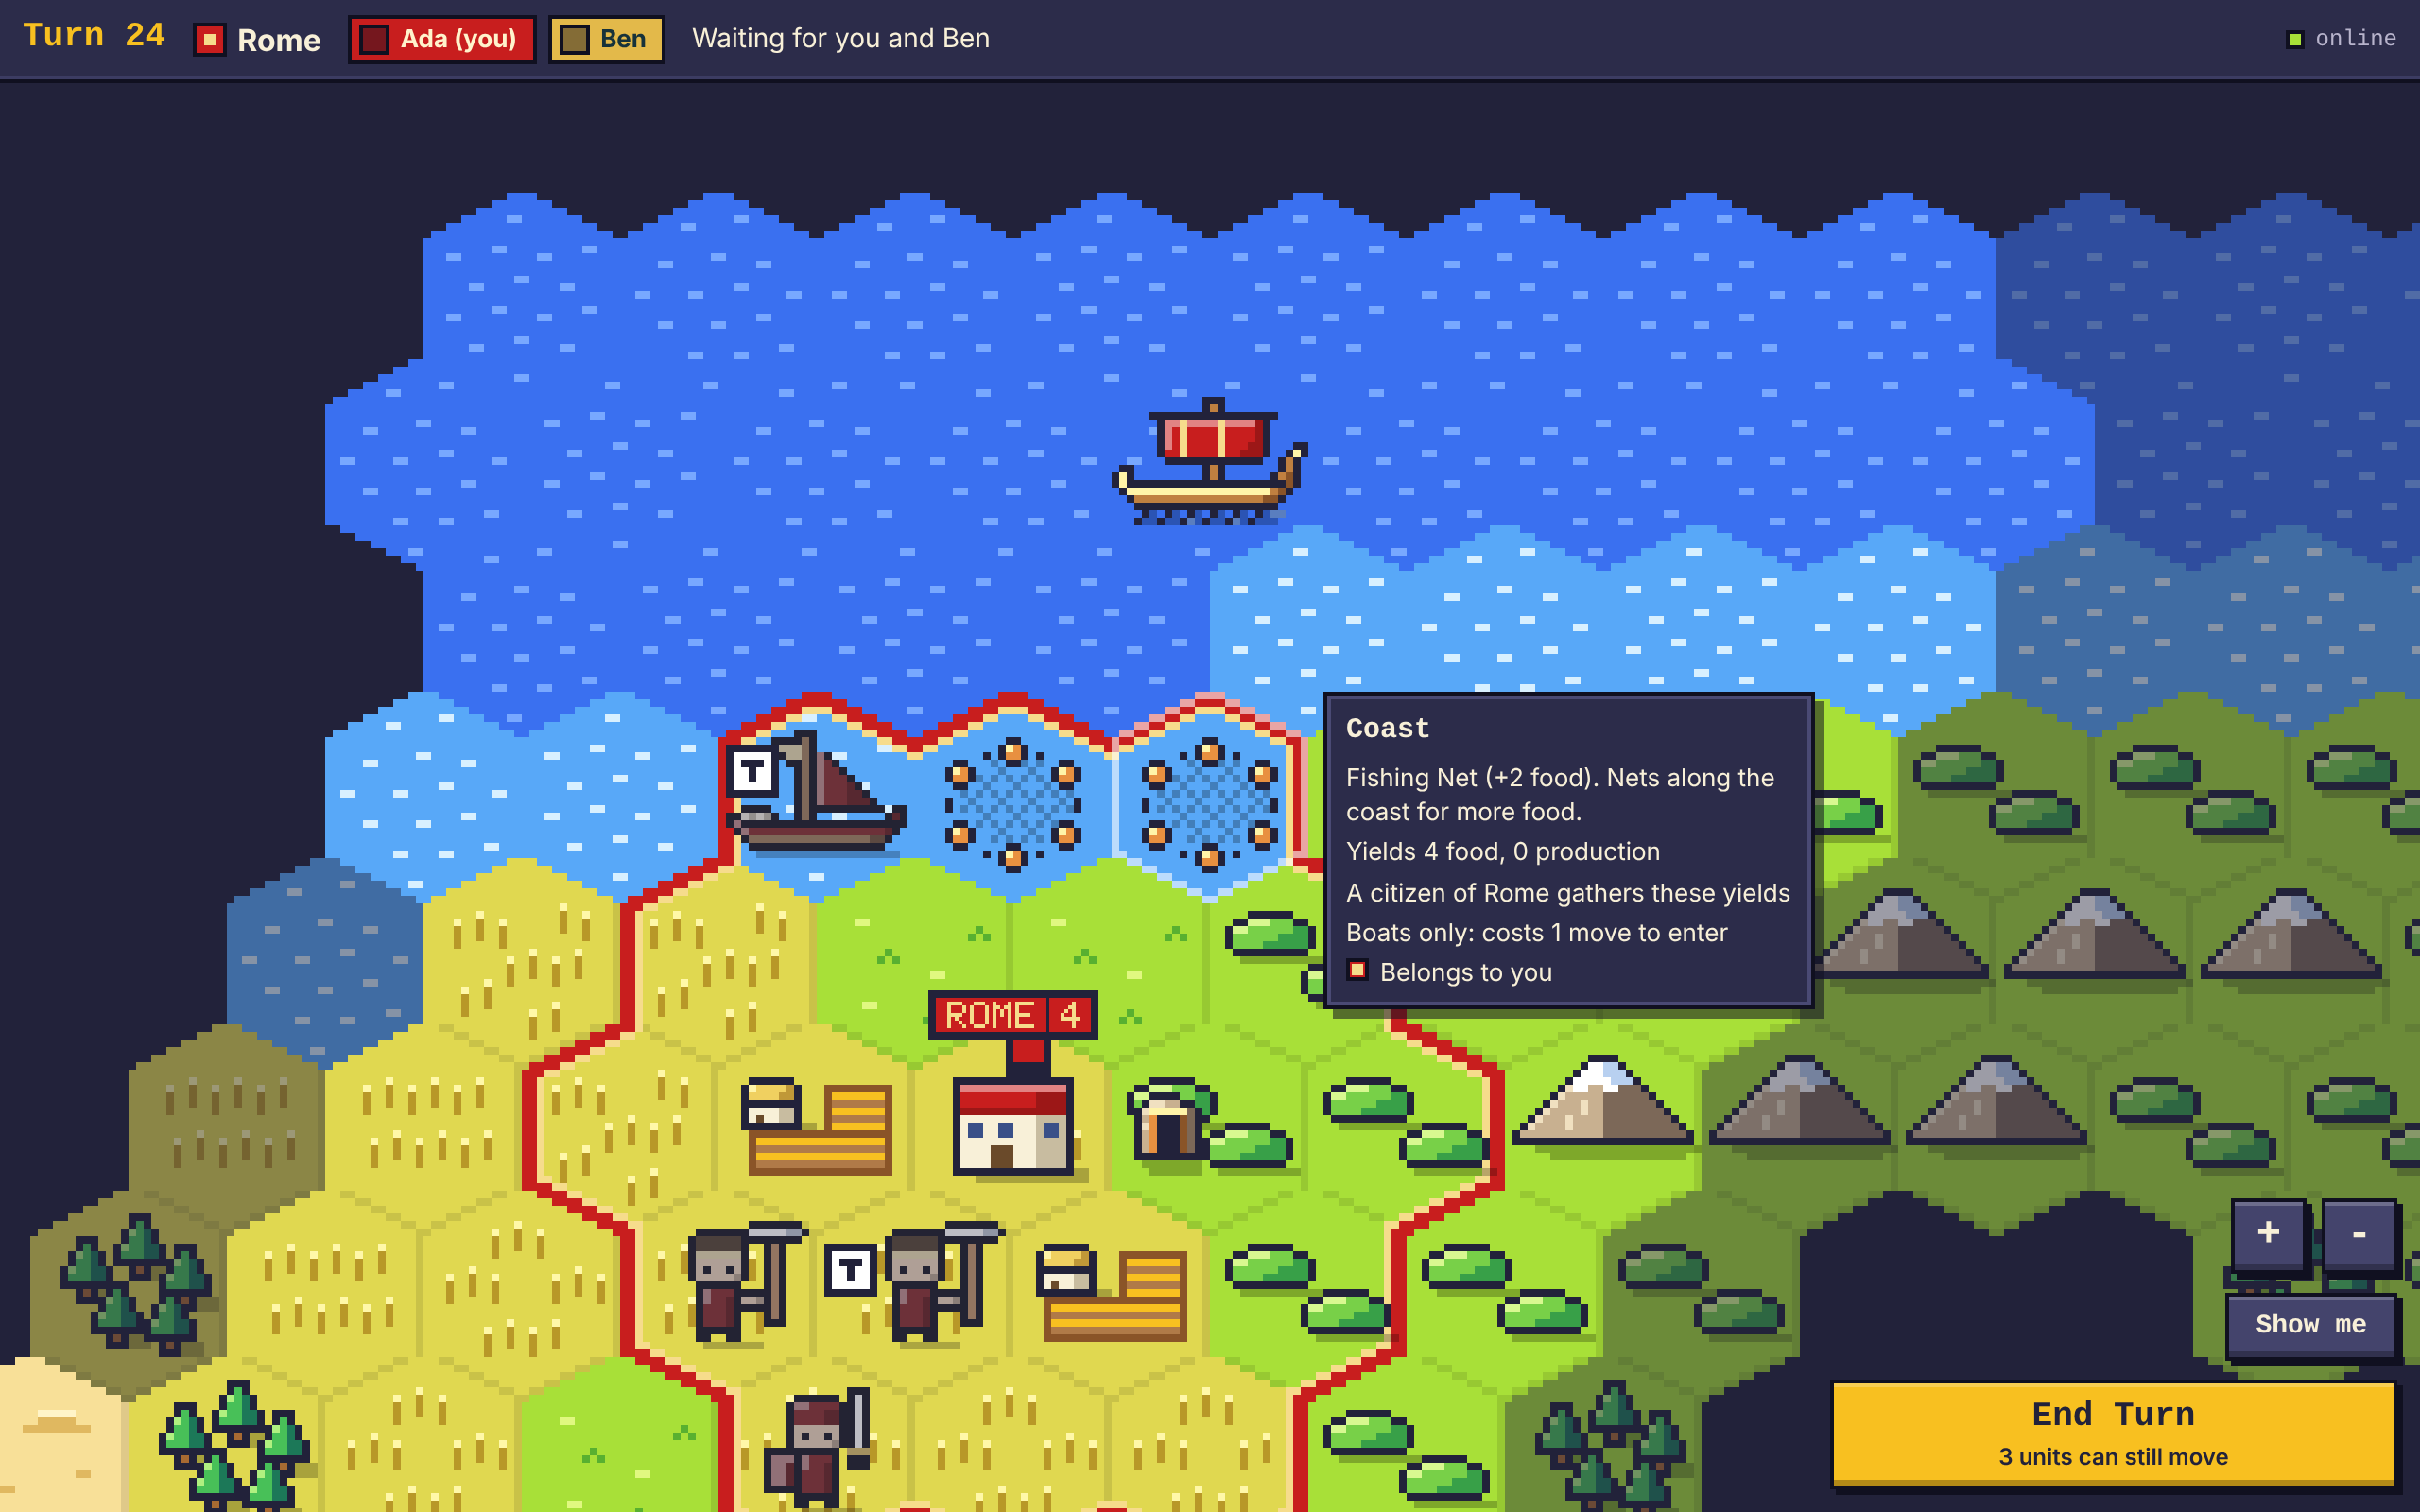 Turn 24
Rome
Ada (you)
Ben
Waiting for you and Ben
online
T
Coast
Fishing Net (+2 food). Nets along the
coast for more food.
Yields 4 food, 0 production
A citizen of Rome gathers these yields
Boats only: costs 1 move to enter
Belongs to you
ROME 4
T
+
-
Show me
End Turn
3 units can still move